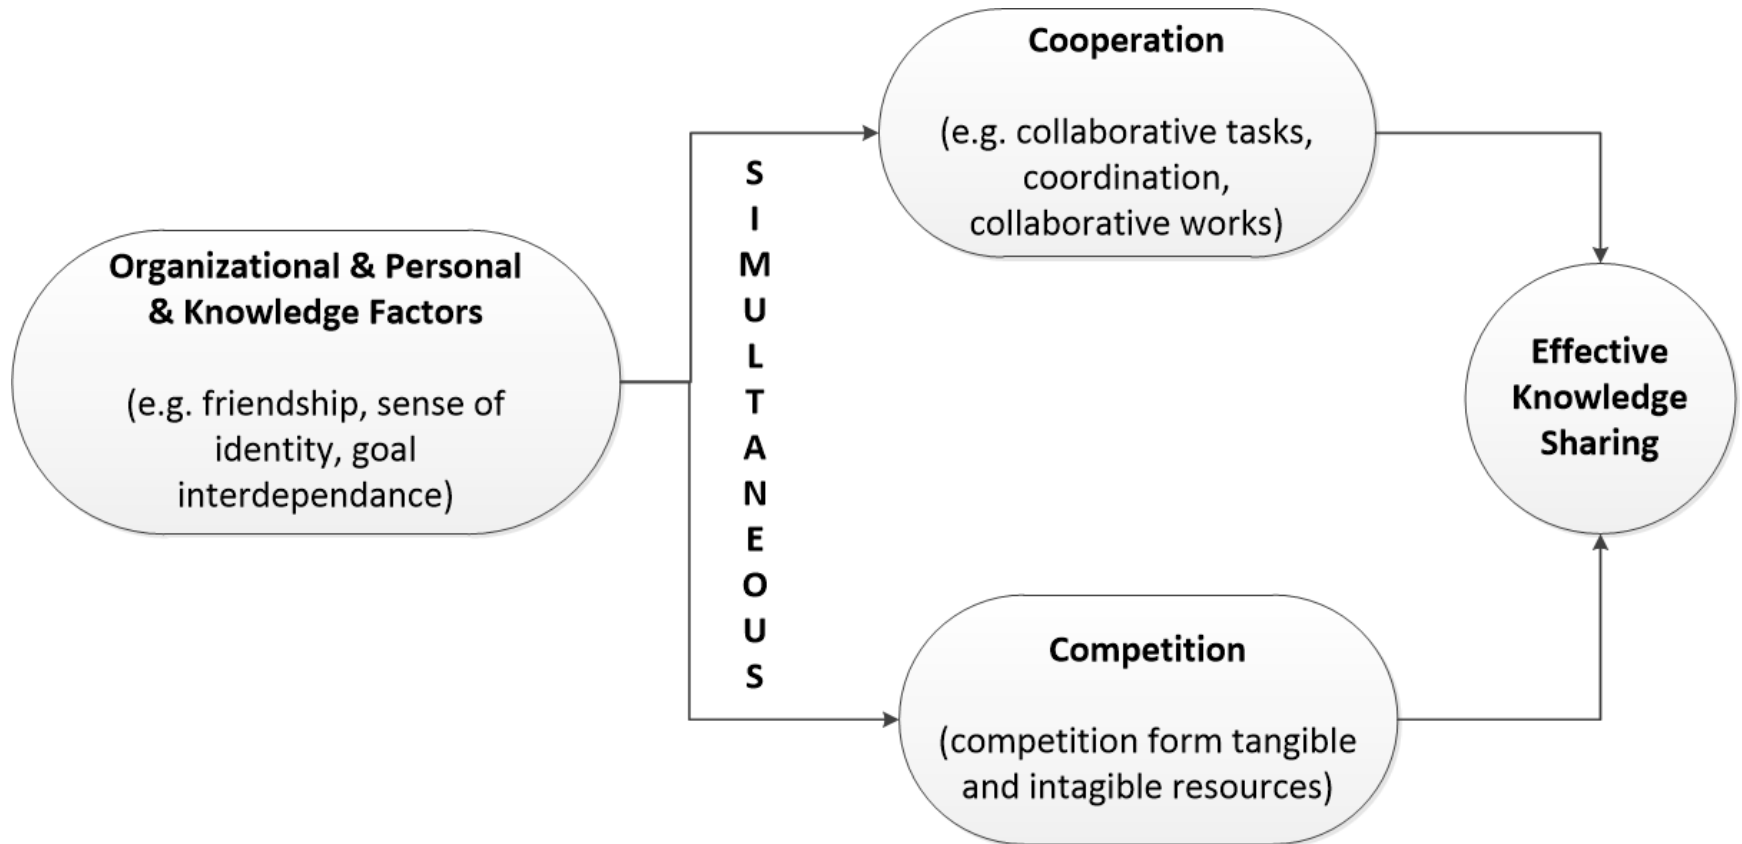 Organizational & Personal
& Knowledge Factors
(e.g. friendship, sense of
identity, goal
interdependance)
SIMULTANEOUS
Cooperation
(e.g. collaborative tasks,
coordination,
collaborative works)
Competition
(competition form tangible
and intagible resources)
Effective
Knowledge
Sharing